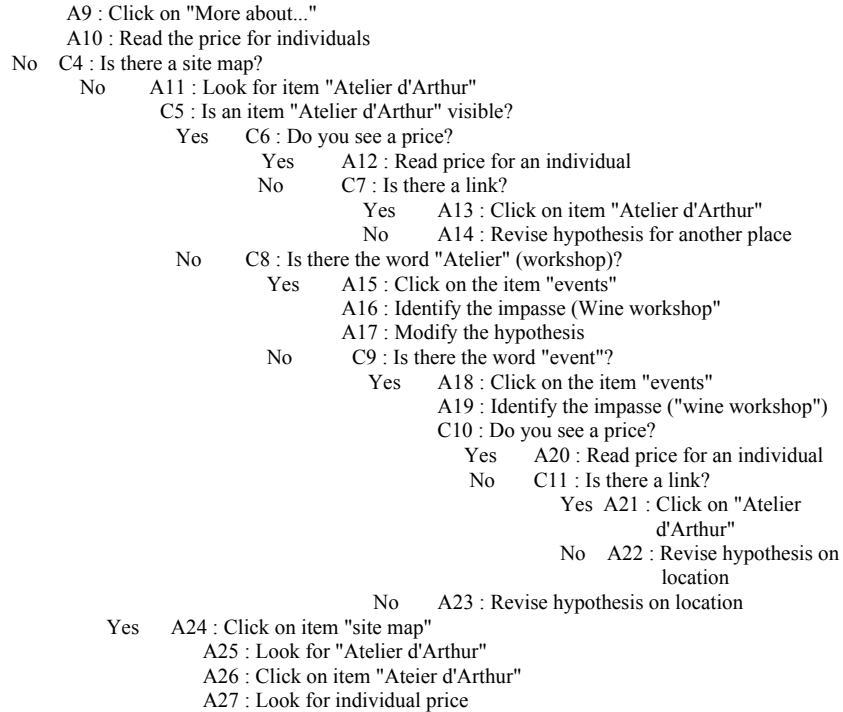 A9 : Click on "More about..."
A10 : Read the price for individuals
No C4 : Is there a site map?
No A11 : Look for item "Atelier d'Arthur"
C5 : Is an item "Atelier d'Arthur" visible?
Yes C6 : Do you see a price?
Yes A12 : Read price for an individual
No C7 : Is there a link?
Yes A13 : Click on item "Atelier d'Arthur"
No A14 : Revise hypothesis for another place
No C8 : Is there the word "Atelier" (workshop)?
Yes A15 : Click on the item "events"
A16 : Identify the impasse (Wine workshop"
A17 : Modify the hypothesis
No C9 : Is there the word "event"?
Yes A18 : Click on the item "events"
A19 : Identify the impasse ("wine workshop")
C10 : Do you see a price?
Yes A20 : Read price for an individual
No C11 : Is there a link?
Yes A21 : Click on "Atelier
d'Arthur"
No A22 : Revise hypothesis on
location
No A23 : Revise hypothesis on location
Yes A24 : Click on item "site map"
A25 : Look for "Atelier d'Arthur"
A26 : Click on item "Ateier d'Arthur"
A27 : Look for individual price